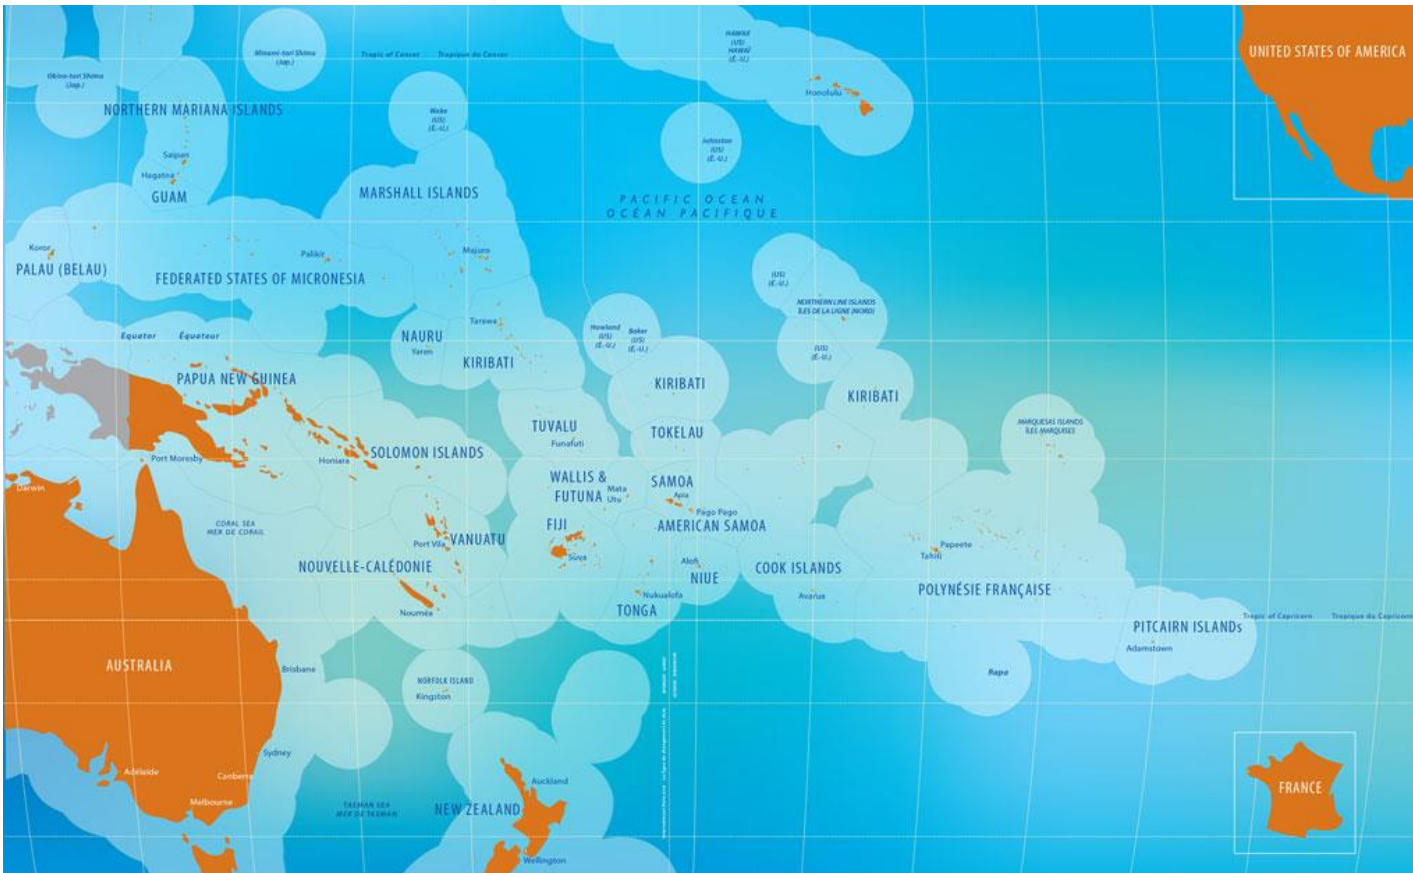 HAWAII
(US)
HAWAÏ
(É.-U.)
UNITED STATES OF AMERICA
Minami-tori Shima
(Jap.)
Tropic of Cancer
Tropique du Cancer
Okino-tori Shima
(Jap.)
Honolulu
NORTHERN MARIANA ISLANDS
Wake
(US)
(É.-U.)
Johnston
(US)
(É.-U.)
Saipan
Hagatna
GUAM
MARSHALL ISLANDS
PACIFIC OCEAN
OCÉAN PACIFIQUE
Koror
PALAU (BELAU)
Palikir
Majuro
FEDERATED STATES OF MICRONESIA
(US)
(É.-U.)
NORTHERN LINE ISLANDS
ÎLES DE LA LIGNE (NORD)
Tarawa
Equator
Équateur
NAURU
Yaren
KIRIBATI
Howland
(US)
(É.-U.)
Baker
(US)
(É.-U.)
(US)
(É.-U.)
PAPUA NEW GUINEA
KIRIBATI
KIRIBATI
TUVALU
Funafuti
TOKELAU
MARQUESAS ISLANDS
ÎLES MARQUISES
Port Moresby
Honiara
SOLOMON ISLANDS
Darwin
WALLIS &
FUTUNA
Mata
Utu
SAMOA
Apia
Pago Pago
AMERICAN SAMOA
CORAL SEA
MER DE CORAIL
FIJI
Suva
Port Vila
VANUATU
Papeete
Tahiti
NOUVELLE-CALÉDONIE
Alofi
NIUE
COOK ISLANDS
Avarua
POLYNÉSIE FRANÇAISE
Nouméa
Nukualofa
TONGA
Tropic of Capricorn
Tropique du Capricorn
PITCAIRN ISLANDs
Adamstown
AUSTRALIA
Brisbane
NORFOLK ISLAND
Kingston
Rapa
Sydney
Adélaide
Canberra
Melbourne
Auckland
TASMAN SEA
MER DE TASMAN
NEW ZEALAND
FRANCE
Wellington